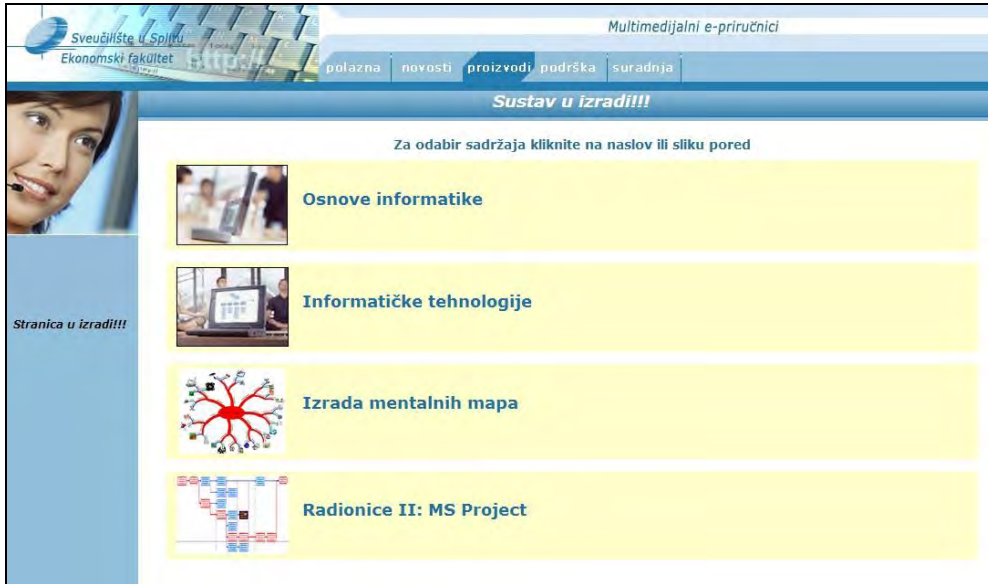 Sveučilište u Splitu
Ekonomski fakultet
http://
Multimedijalni e-priručnici
polazna novosti proizvodi podrška suradnja
Sustav u izradi!!!
Za odabir sadržaja kliknite na naslov ili sliku pored
Osnove informatike
Informatičke tehnologije
Stranica u izradi!!!
Izrada mentalnih mapa
Radionice II: MS Project